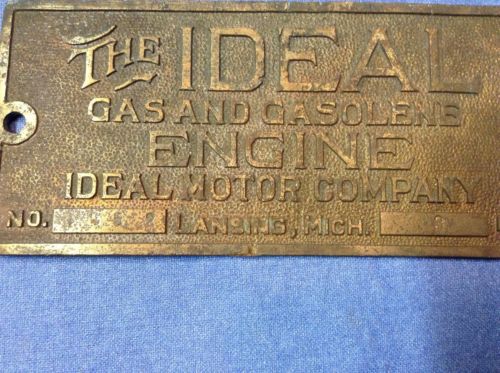 THE IDEAL
GAS AND GASOLENE
ENGINE
IDEAL MOTOR COMPANY
NO. LANSING, MICH.